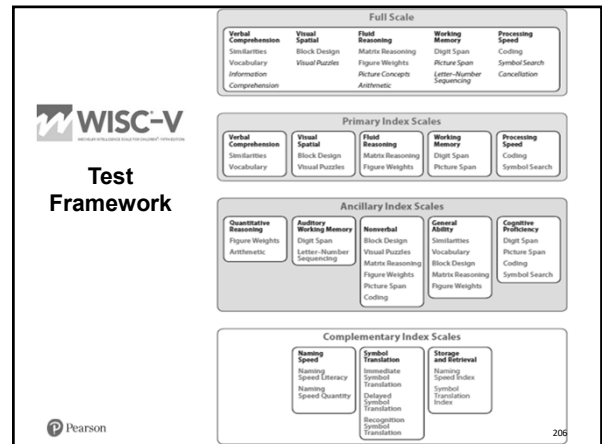 WISC®-V
WECHSLER INTELLIGENCE SCALE FOR CHILDREN®-FIFTH EDITION
Test
Framework
Full Scale
Verbal
Comprehension
Similarities
Vocabulary
Information
Comprehension
Visual
Spatial
Block Design
Visual Puzzles
Fluid
Reasoning
Matrix Reasoning
Figure Weights
Picture Concepts
Arithmetic
Working
Memory
Digit Span
Picture Span
Letter–Number
Sequencing
Processing
Speed
Coding
Symbol Search
Cancellation
Primary Index Scales
Verbal
Comprehension
Similarities
Vocabulary
Visual
Spatial
Block Design
Visual Puzzles
Fluid
Reasoning
Matrix Reasoning
Figure Weights
Working
Memory
Digit Span
Picture Span
Processing
Speed
Coding
Symbol Search
Ancillary Index Scales
Quantitative
Reasoning
Figure Weights
Arithmetic
Auditory
Working Memory
Digit Span
Letter–Number
Sequencing
Nonverbal
Block Design
Visual Puzzles
Matrix Reasoning
Figure Weights
Picture Span
Coding
General
Ability
Similarities
Vocabulary
Block Design
Matrix Reasoning
Figure Weights
Cognitive
Proficiency
Digit Span
Picture Span
Coding
Symbol Search
Complementary Index Scales
Naming
Speed
Naming
Speed Literacy
Naming
Speed Quantity
Symbol
Translation
Immediate
Symbol
Translation
Delayed
Symbol
Translation
Recognition
Symbol
Translation
Storage
and Retrieval
Naming
Speed Index
Symbol
Translation
Index
Pearson
206